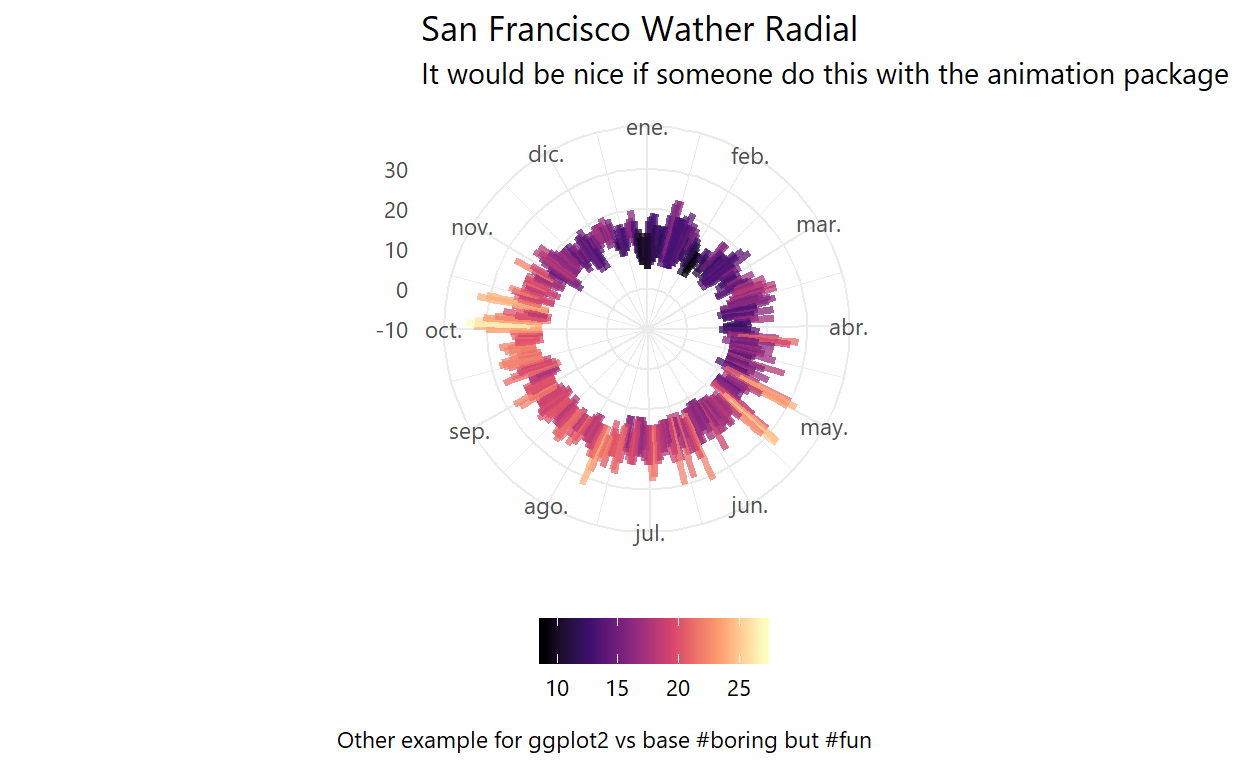 San Francisco Wather Radial
It would be nice if someone do this with the animation package
ene.
feb.
mar.
abr.
may.
jun.
jul.
ago.
sep.
oct.
nov.
dic.
30
20
10
0
-10
10 15 20 25
Other example for ggplot2 vs base #boring but #fun